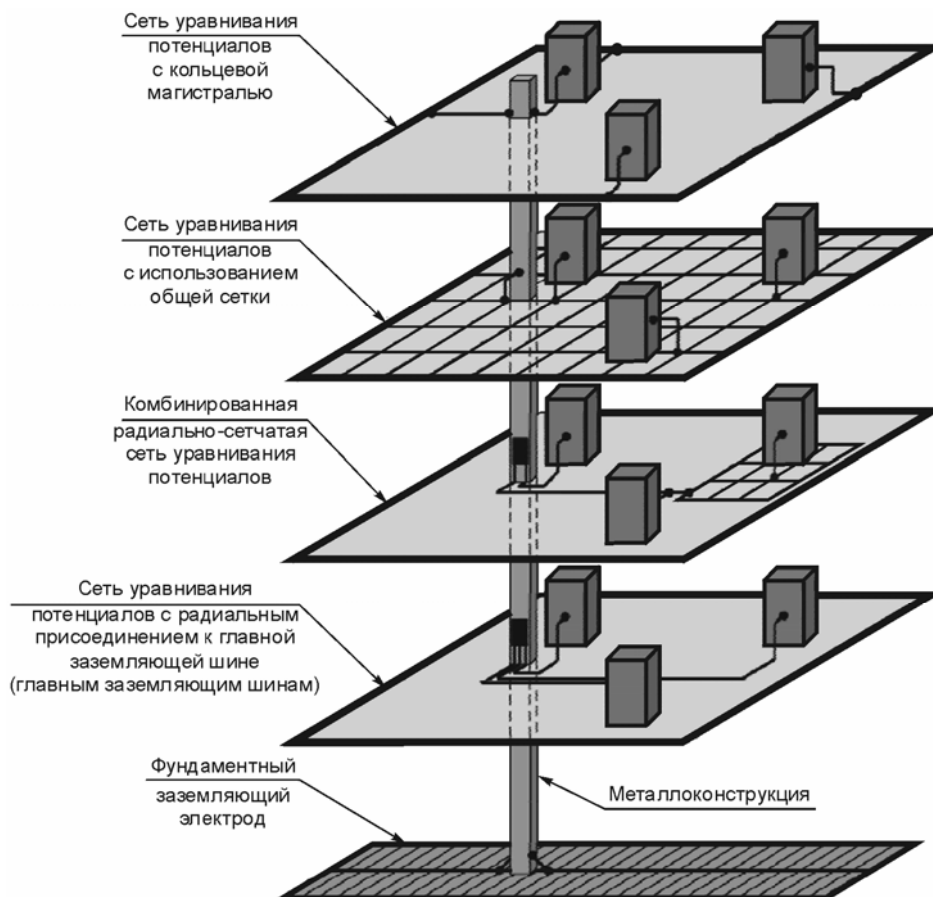 Сеть уравнивания
потенциалов
с кольцевой
магистралью
Сеть уравнивания
потенциалов
с использованием
общей сетки
Комбинированная
радиально-сетчатая
сеть уравнивания
потенциалов
Сеть уравнивания
потенциалов с радиальным
присоединением к главной
заземляющей шине
(главным заземляющим шинам)
Фундаментный
заземляющий
электрод
Металлоконструкция